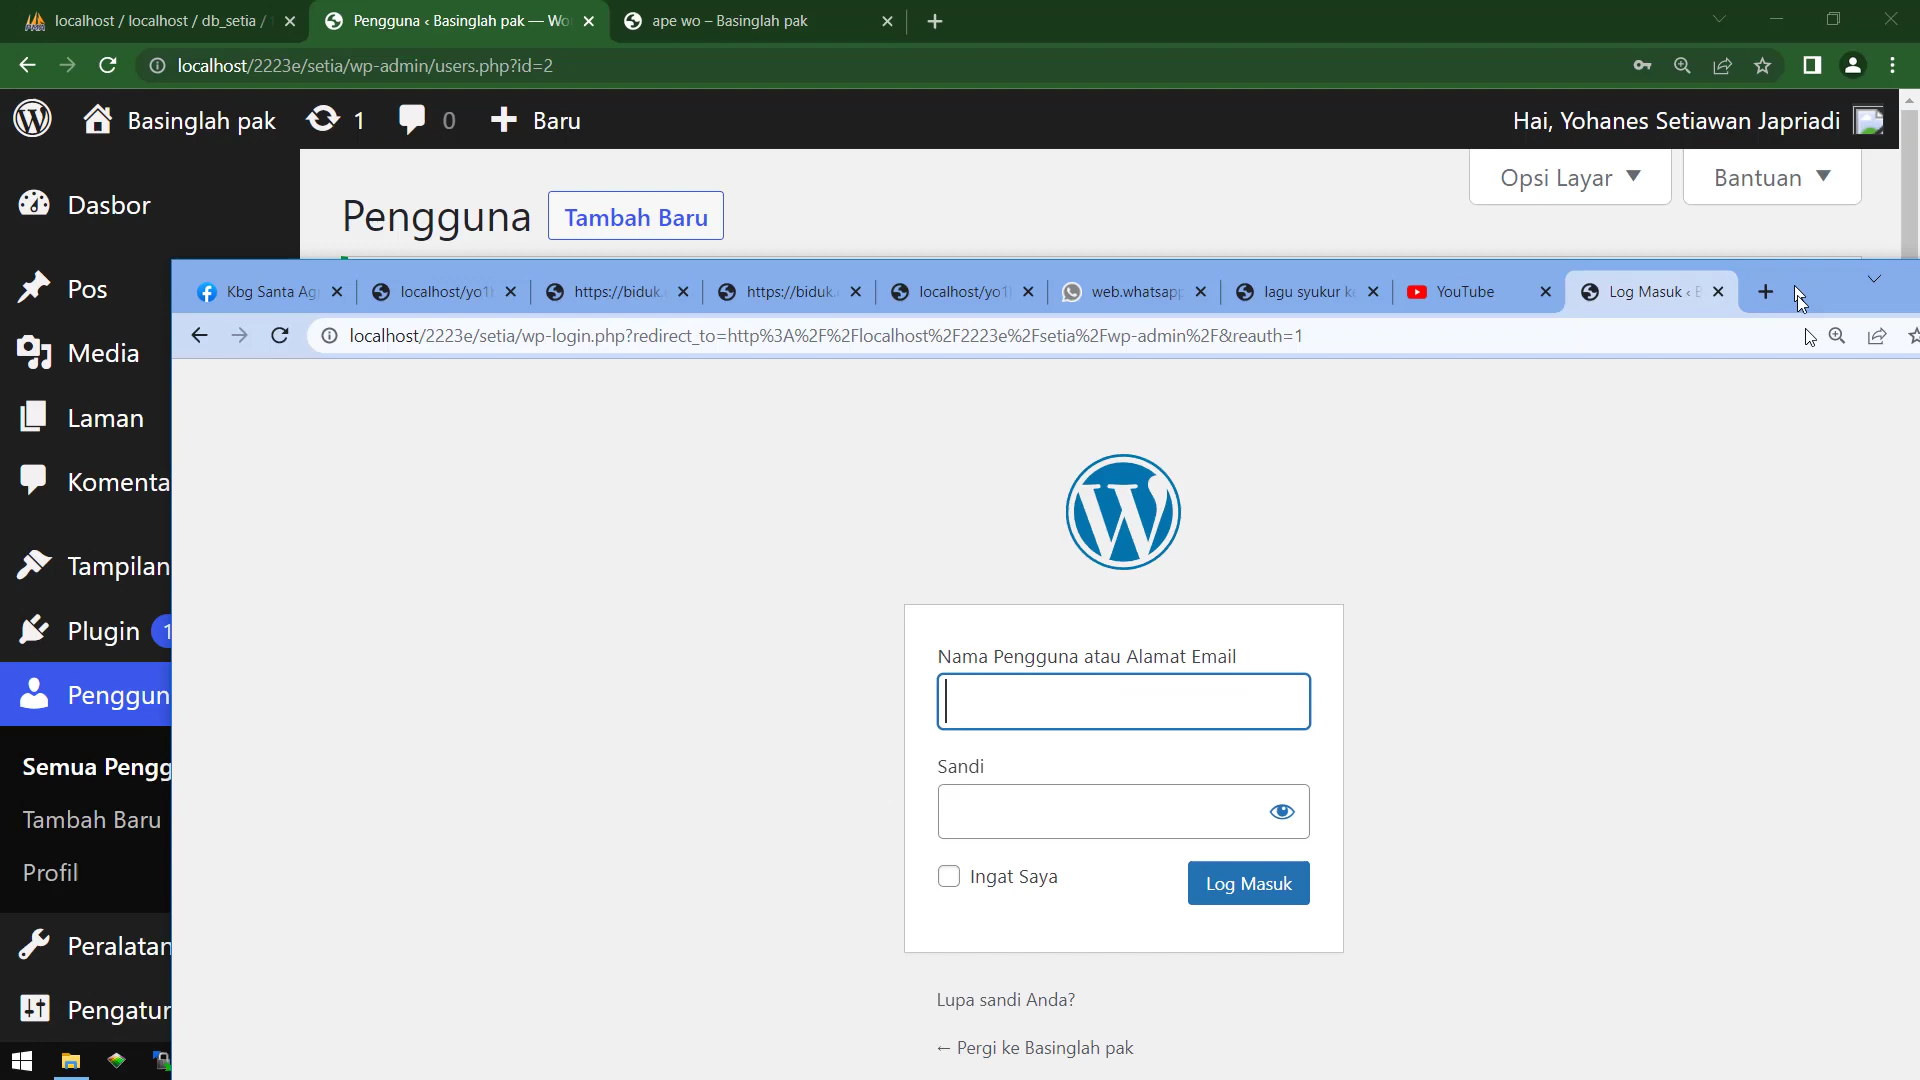 localhost / localhost / db_setia /
Pengguna ‹ Basinglah pak — Wo
ape wo – Basinglah pak
localhost/2223e/setia/wp-admin/users.php?id=2
Basinglah pak
1
0
Baru
Hai, Yohanes Setiawan Japriadi
Opsi Layar
Bantuan
Pengguna
Tambah Baru
Dasbor
Pos
Media
Laman
Komenta
Tampilan
Plugin 1
Penggun
Semua Pengg
Tambah Baru
Profil
Peralatan
Pengatur
Kbg Santa Ag
localhost/yo1
https://biduk.
https://biduk.
localhost/yo1
web.whatsapp
lagu syukur k
YouTube
Log Masuk ‹ B
localhost/2223e/setia/wp-login.php?redirect_to=http%3A%2F%2Flocalhost%2F2223e%2Fsetia%2Fwp-admin%2F&reauth=1
Nama Pengguna atau Alamat Email
Sandi
Ingat Saya
Log Masuk
Lupa sandi Anda?
← Pergi ke Basinglah pak